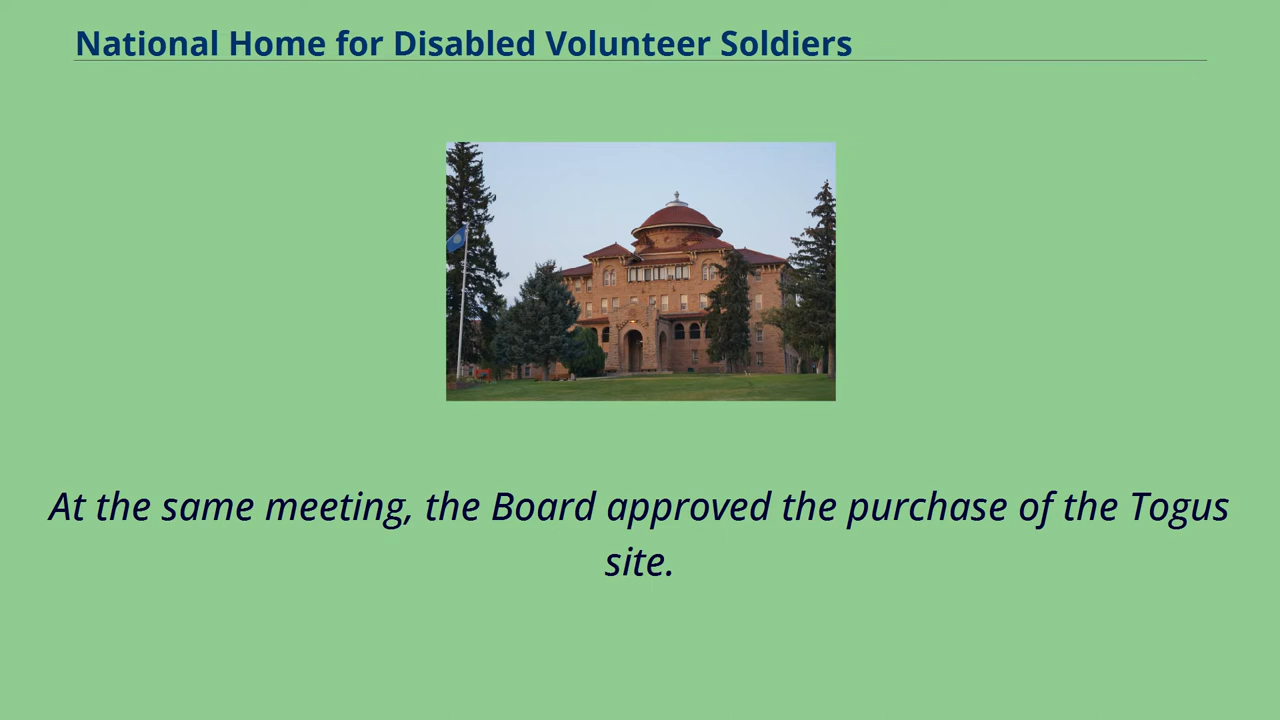 National Home for Disabled Volunteer Soldiers
At the same meeting, the Board approved the purchase of the Togus
site.